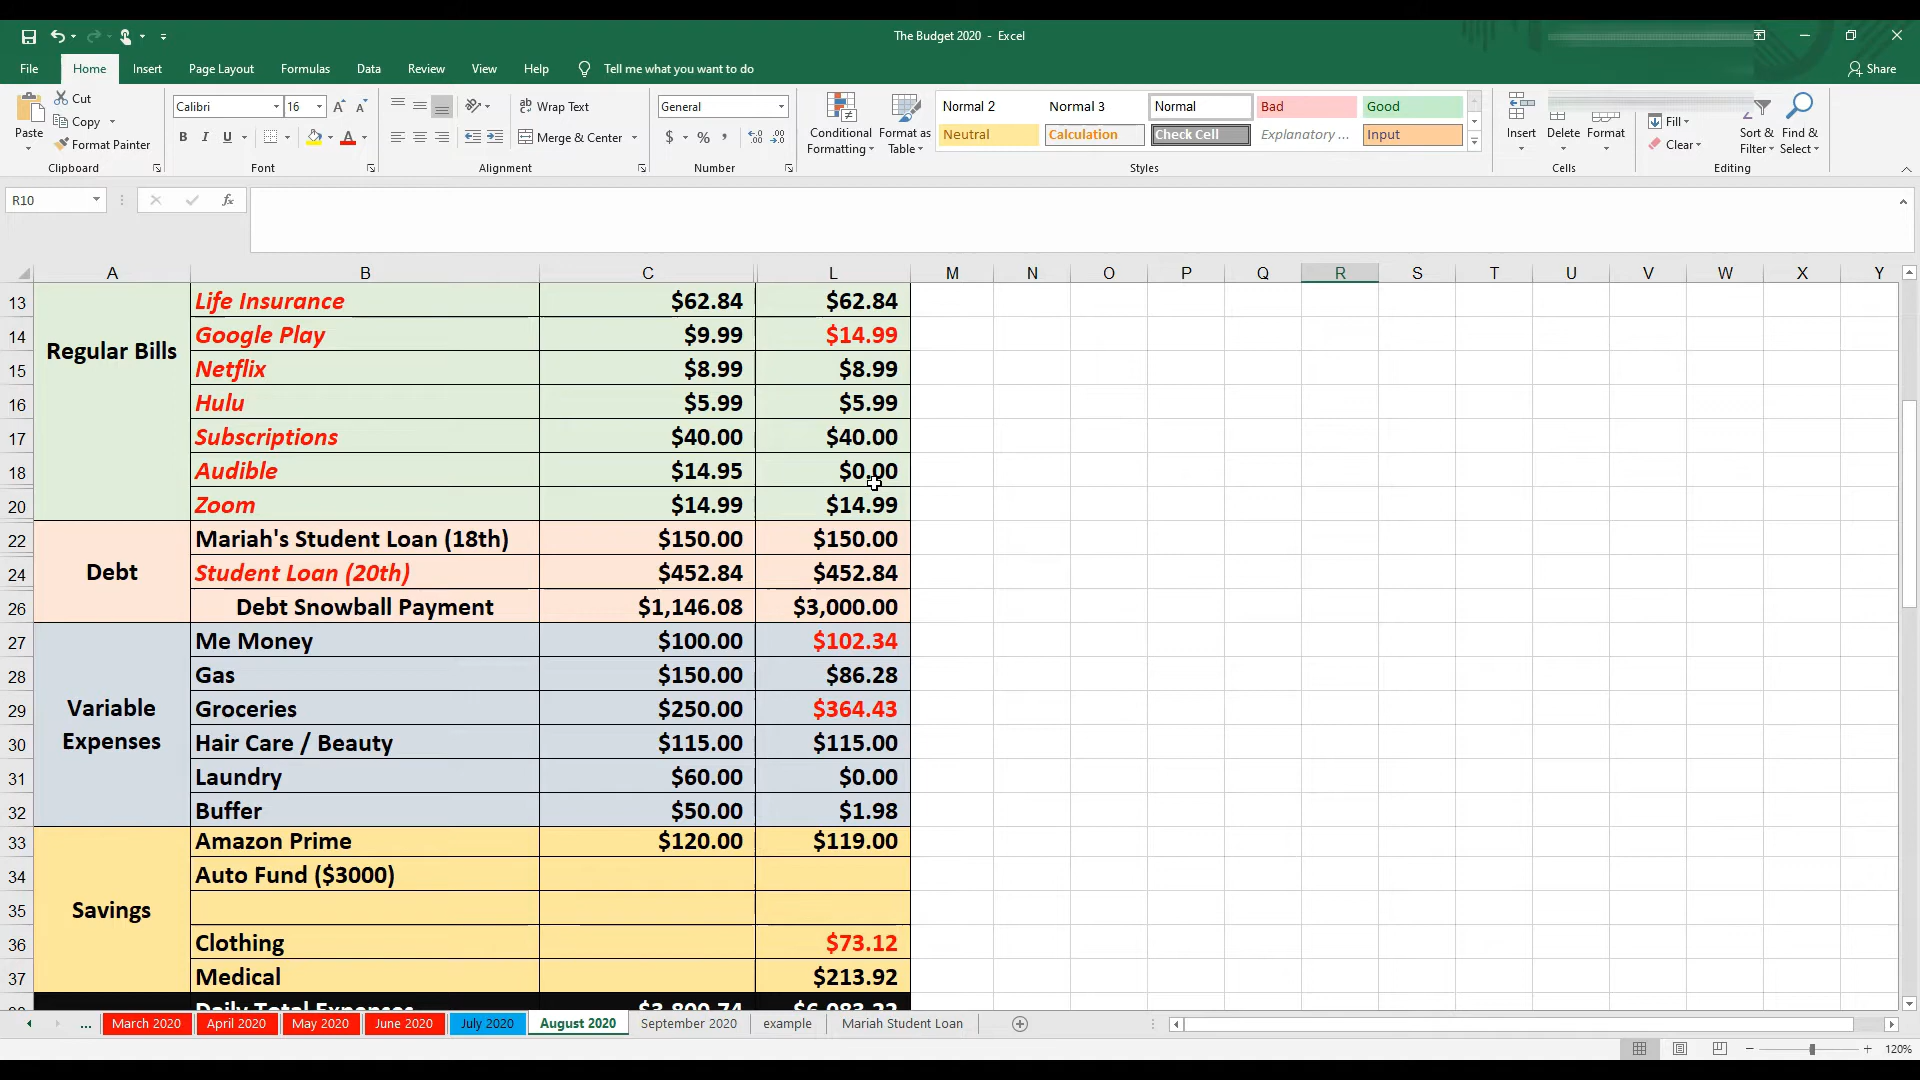 The Budget 2020 - Excel
File Home Insert Page Layout Formulas Data Review View Help Tell me what you want to do Share
Paste
Cut
Copy
Format Painter
Clipboard
Calibri 16
B I U
Font
Wrap Text
Merge & Center
Alignment
General
$ % ,
Number
Conditional
Formatting
Format as
Table
Normal 2 Normal 3 Normal Bad Good
Neutral Calculation Check Cell Explanatory ... Input
Styles
Insert Delete Format
Cells
Fill
Clear
Sort &
Filter
Find &
Select
Editing
R10
fx
A B C L M N O P Q R S T U V W X Y
Regular Bills
13 Life Insurance $62.84 $62.84
14 Google Play $9.99 $14.99
15 Netflix $8.99 $8.99
16 Hulu $5.99 $5.99
17 Subscriptions $40.00 $40.00
18 Audible $14.95 $0.00
20 Zoom $14.99 $14.99
Debt
22 Mariah's Student Loan (18th) $150.00 $150.00
24 Student Loan (20th) $452.84 $452.84
26 Debt Snowball Payment $1,146.08 $3,000.00
Variable
Expenses
27 Me Money $100.00 $102.34
28 Gas $150.00 $86.28
29 Groceries $250.00 $364.43
30 Hair Care / Beauty $115.00 $115.00
31 Laundry $60.00 $0.00
32 Buffer $50.00 $1.98
Savings
33 Amazon Prime $120.00 $119.00
34 Auto Fund ($3000)
35
36 Clothing $73.12
37 Medical $213.92
Daily Total Expenses $3,800.74 $6,083.22
... March 2020 April 2020 May 2020 June 2020 July 2020 August 2020 September 2020 example Mariah Student Loan
120%